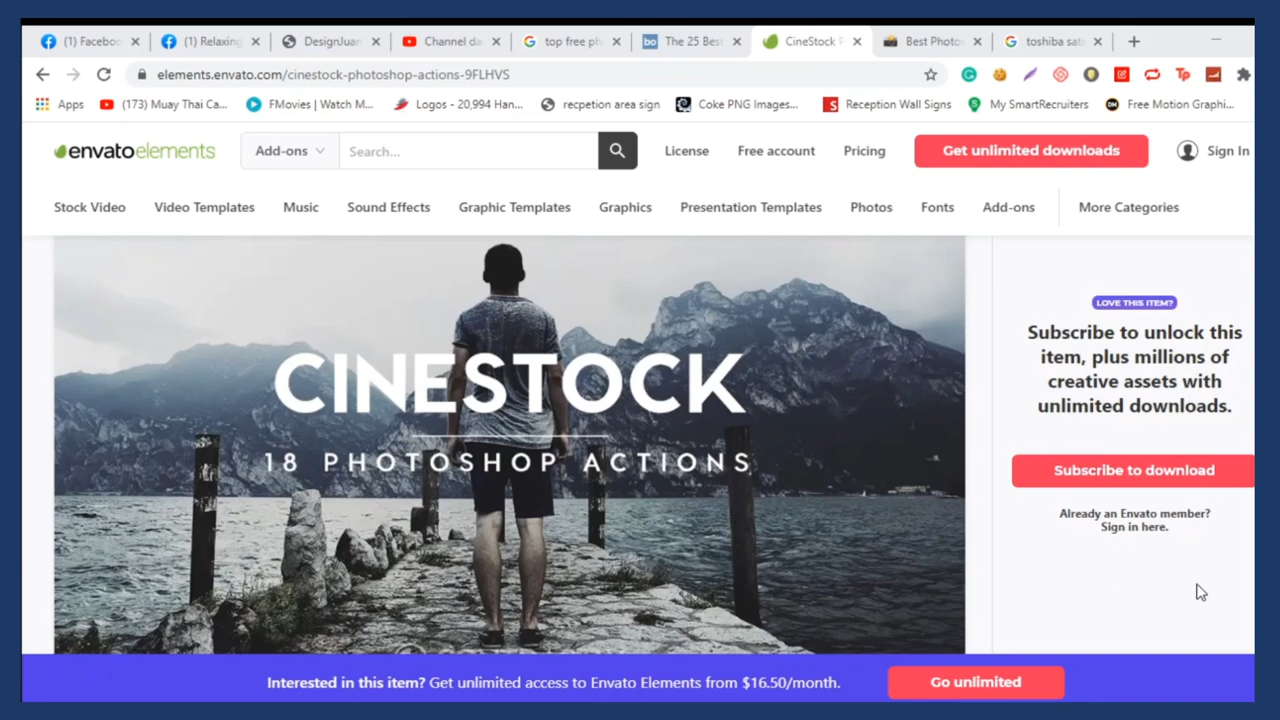 (1) Faceboo
(1) Relaxing
DesignJuan
Channel da
top free ph
The 25 Best
CineStock P
Best Photos
toshiba sate
elements.envato.com/cinestock-photoshop-actions-9FLHVS
Apps
(173) Muay Thai Ca...
FMovies | Watch M...
Logos - 20,994 Han...
recpetion area sign
Coke PNG Images...
Reception Wall Signs
My SmartRecruiters
Free Motion Graphi...
envatoelements
Add-ons
Search...
License
Free account
Pricing
Get unlimited downloads
Sign In
Stock Video
Video Templates
Music
Sound Effects
Graphic Templates
Graphics
Presentation Templates
Photos
Fonts
Add-ons
More Categories
CINESTOCK
18 PHOTOSHOP ACTIONS
LOVE THIS ITEM?
Subscribe to unlock this
item, plus millions of
creative assets with
unlimited downloads.
Subscribe to download
Already an Envato member?
Sign in here.
Interested in this item? Get unlimited access to Envato Elements from $16.50/month.
Go unlimited